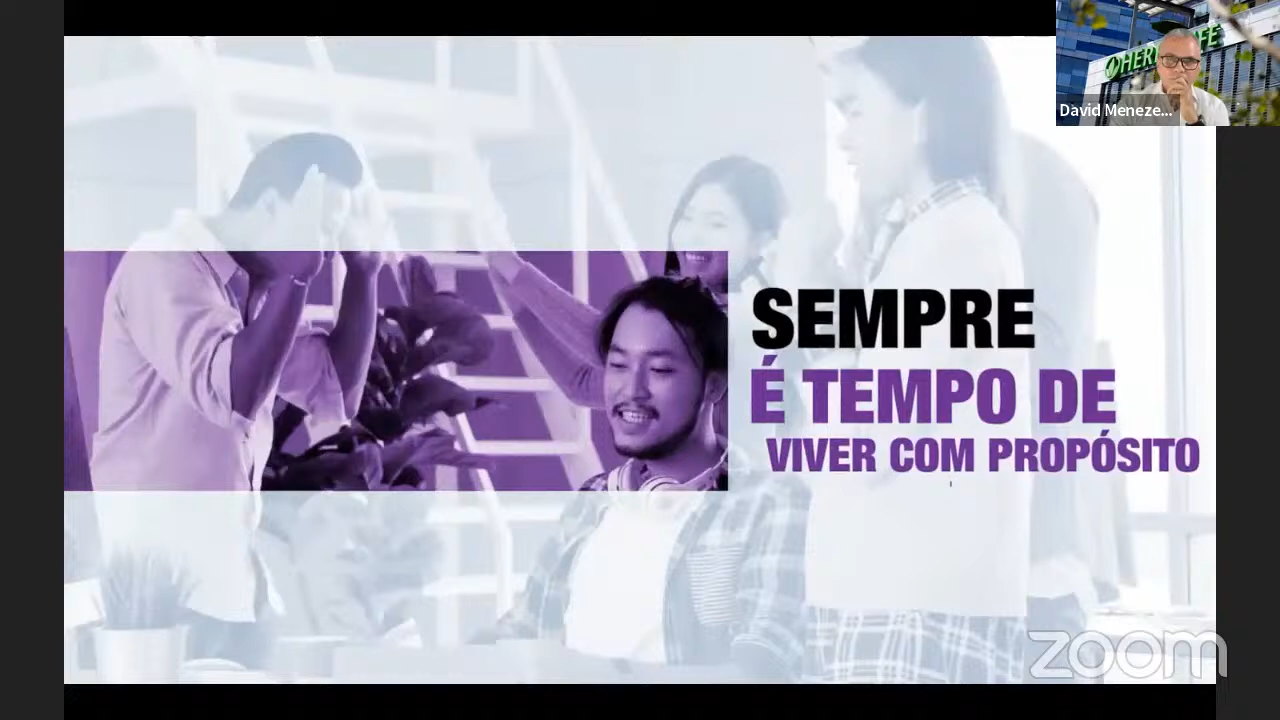 David Meneze...
SEMPRE
É TEMPO DE
VIVER COM PROPÓSITO
zoom